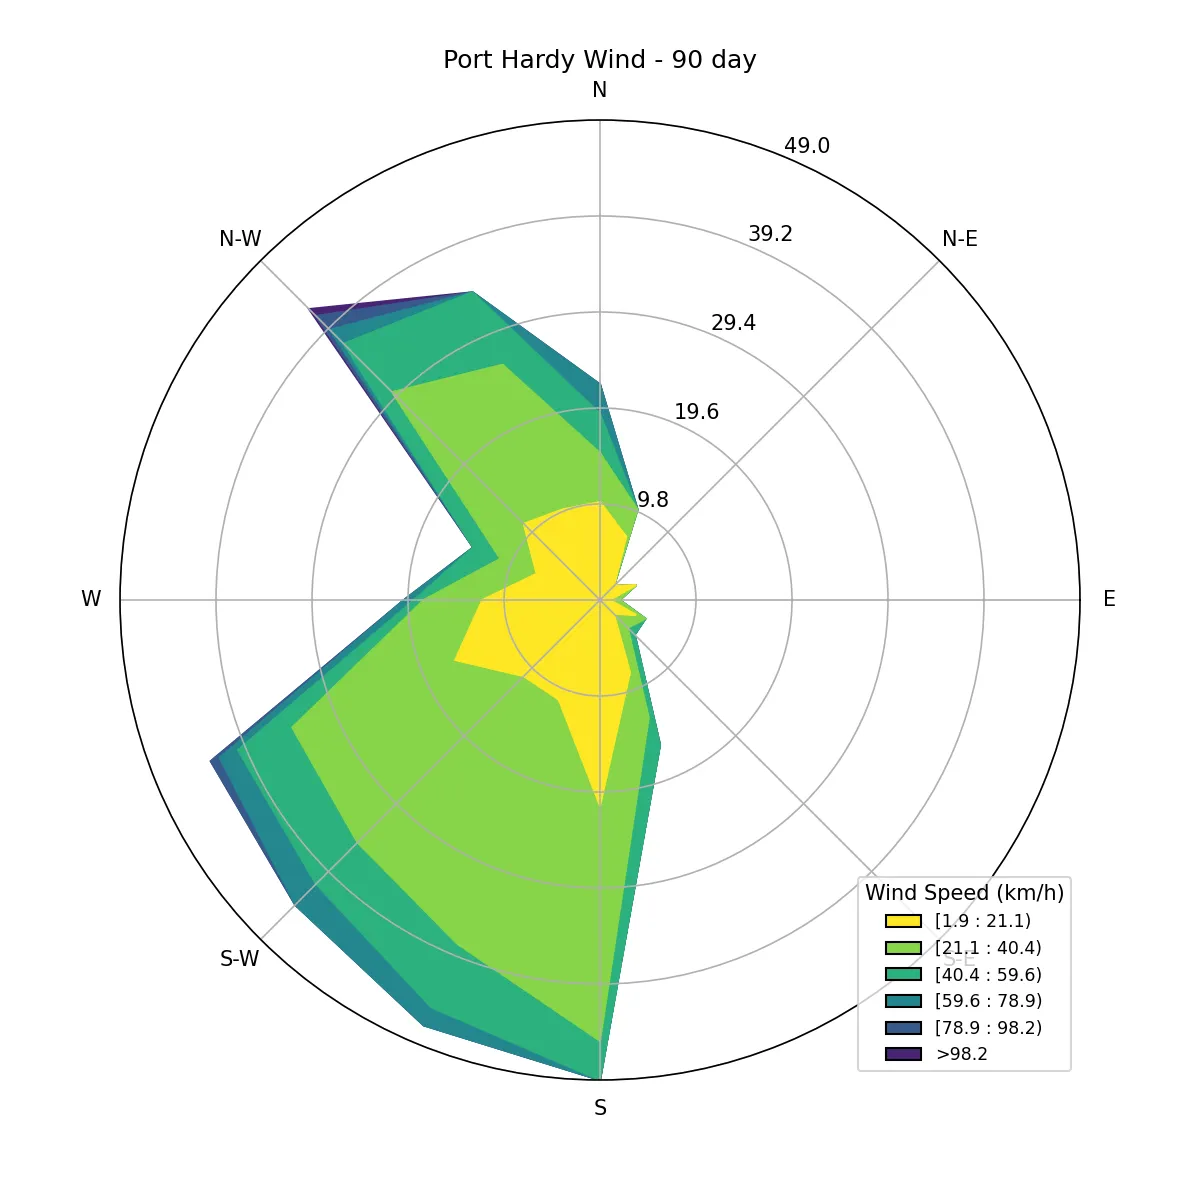 Port Hardy Wind - 90 day
N
49.0
N-W
39.2
N-E
29.4
19.6
9.8
W
E
Wind Speed (km/h)
[1.9 : 21.1)
[21.1 : 40.4)
S-W
S-E
[40.4 : 59.6)
[59.6 : 78.9)
[78.9 : 98.2)
>98.2
S